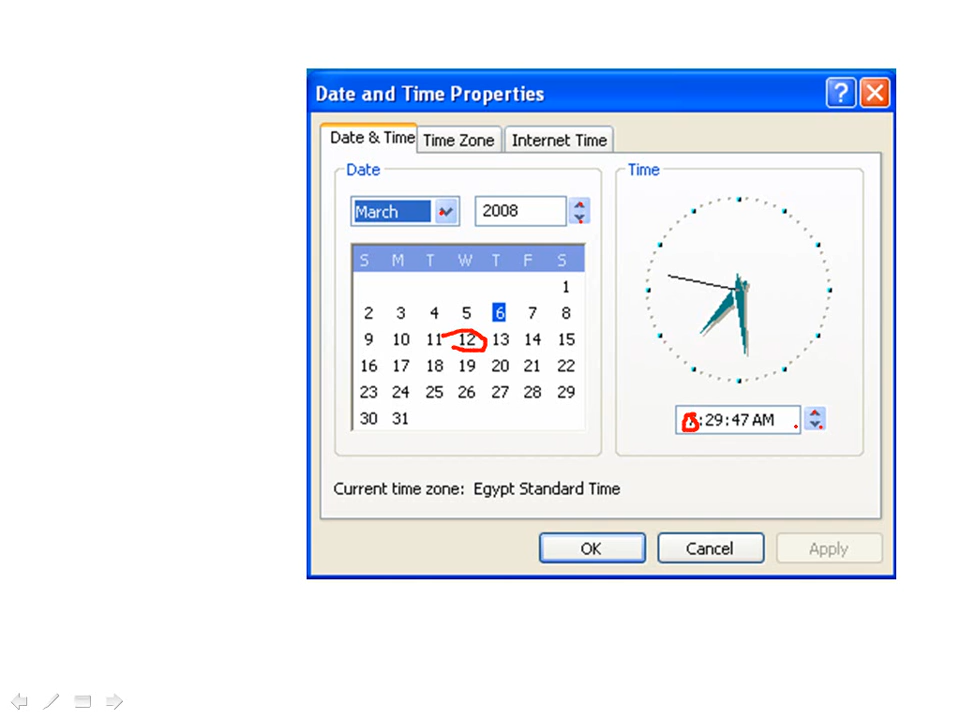 Date and Time Properties
Date & Time Time Zone Internet Time
Date
March 2008
S M T W T F S
1
2 3 4 5 6 7 8
9 10 11 12 13 14 15
16 17 18 19 20 21 22
23 24 25 26 27 28 29
30 31
Time
:29:47 AM
Current time zone: Egypt Standard Time
OK Cancel Apply